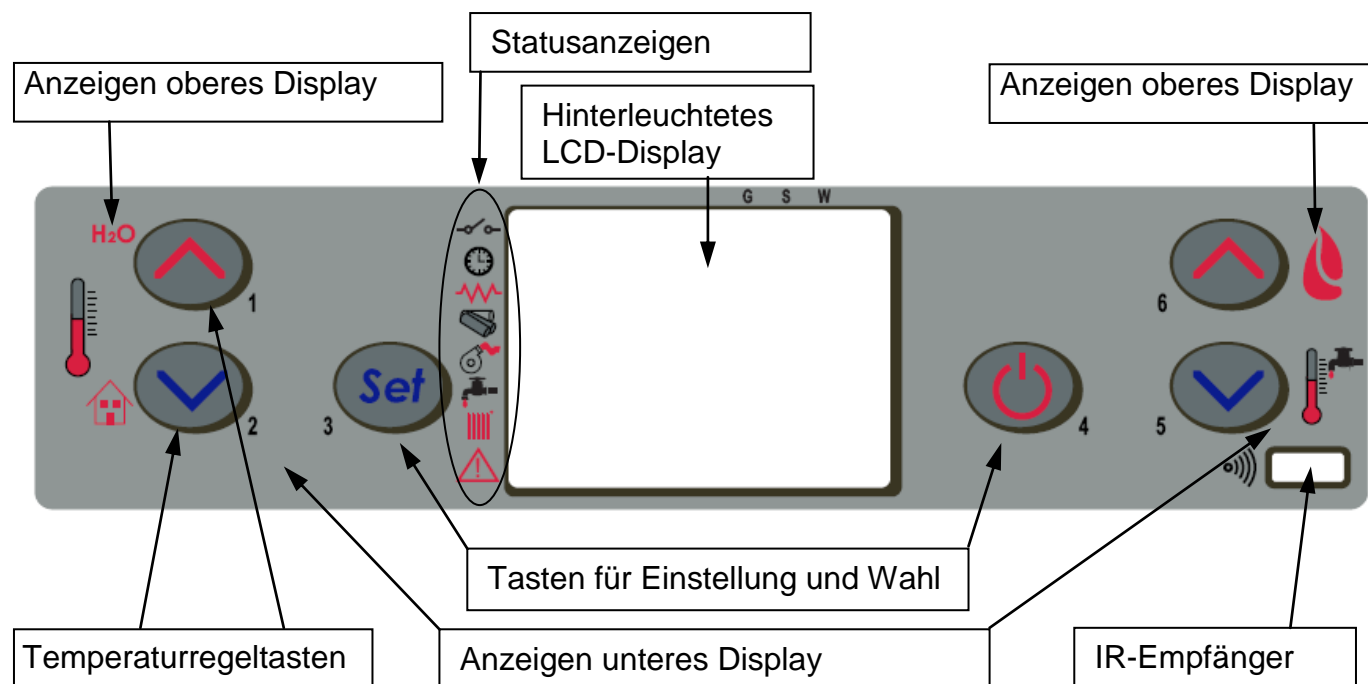 Statusanzeigen
Anzeigen oberes Display
Anzeigen oberes Display
Hinterleuchtetes
LCD-Display
G S W
H₂O
1
6
Set
2
3
4
5
Tasten für Einstellung und Wahl
Temperaturregeltasten
Anzeigen unteres Display
IR-Empfänger